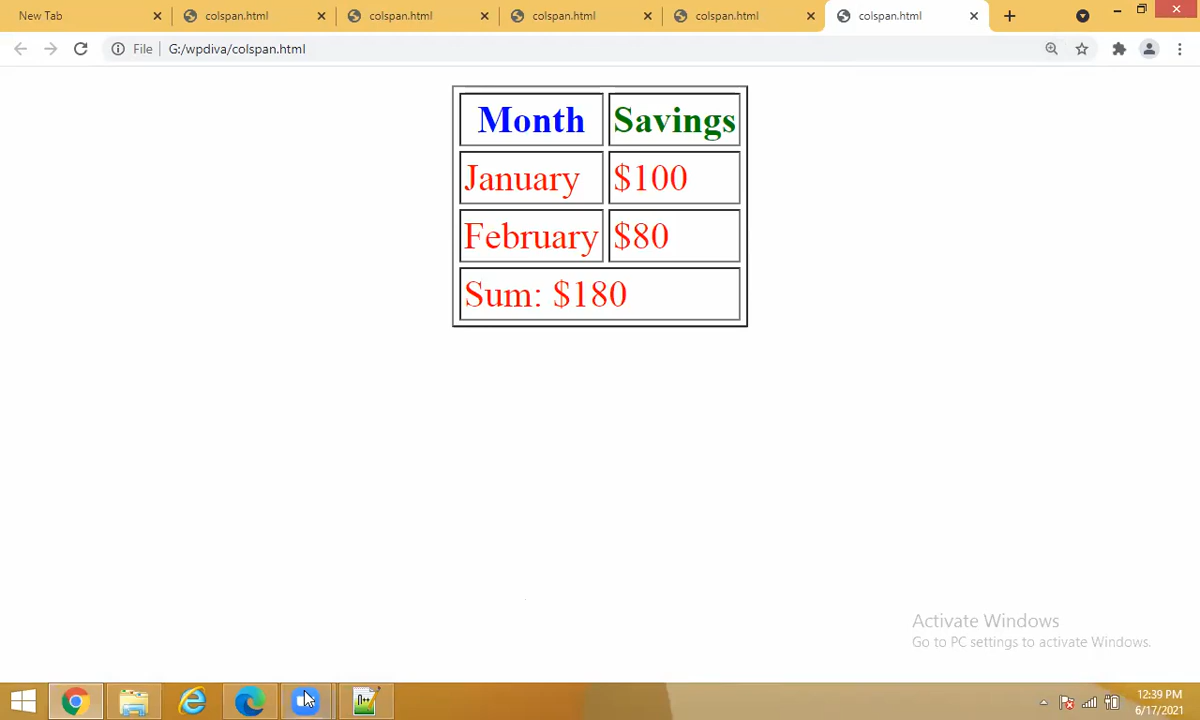 New Tab colspan.html colspan.html colspan.html colspan.html colspan.html
File G:/wpdiva/colspan.html
Month Savings
January $100
February $80
Sum: $180
Activate Windows
Go to PC settings to activate Windows.
12:39 PM
6/17/2021